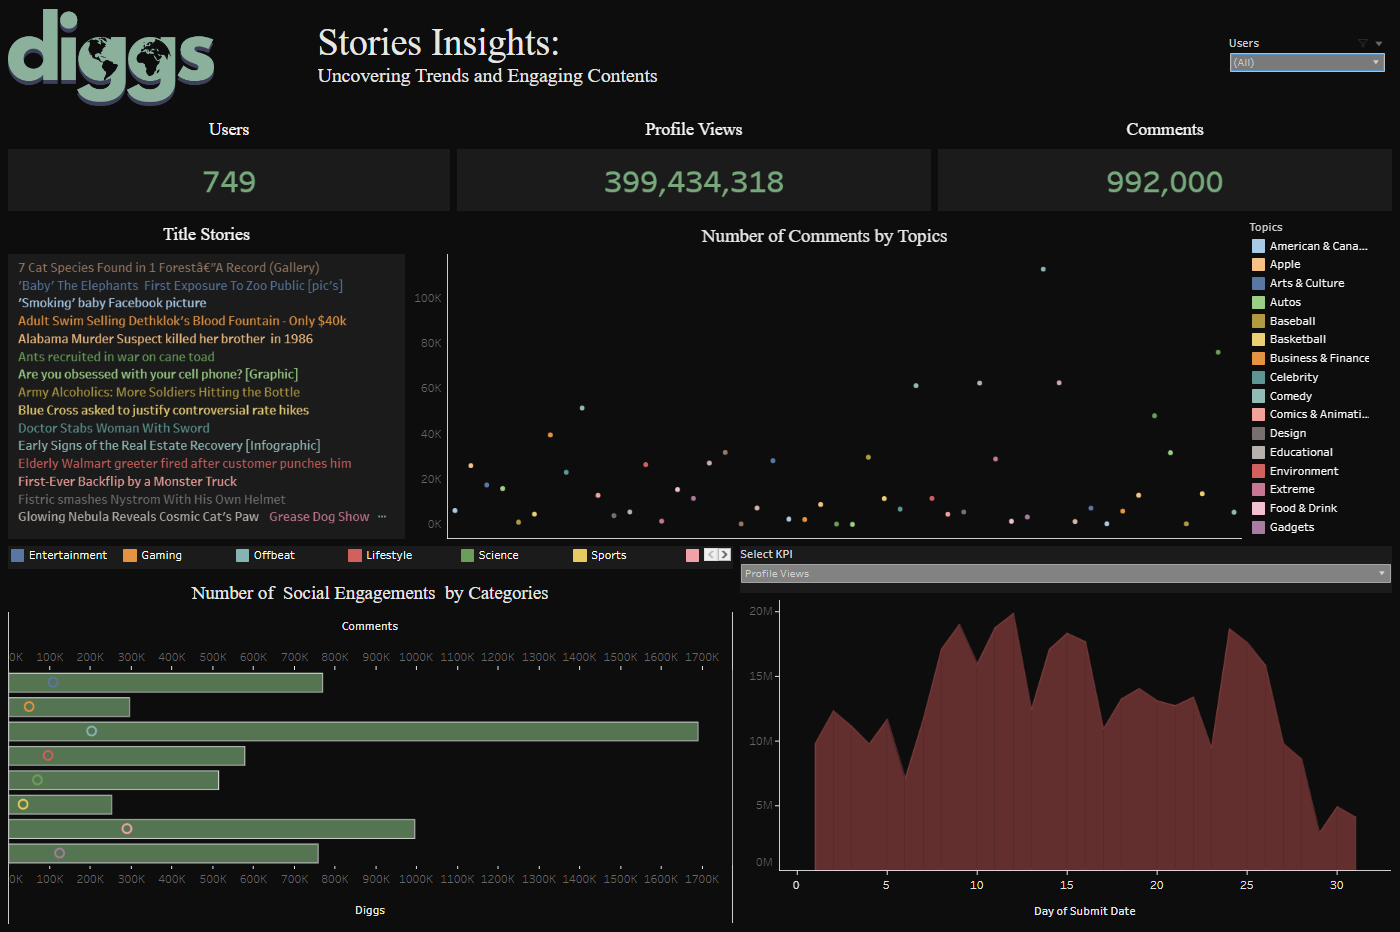 diggs
Stories Insights:
Uncovering Trends and Engaging Contents
Users
(All)
Users
Profile Views
Comments
749
399,434,318
992,000
Title Stories
7 Cat Species Found in 1 Forestâ€"A Record (Gallery)
'Baby' The Elephants  First Exposure To Zoo Public [pic's]
'Smoking' baby Facebook picture
Adult Swim Selling Dethklok's Blood Fountain - Only $40k
Alabama Murder Suspect killed her brother  in 1986
Ants recruited in war on cane toad
Are you obsessed with your cell phone? [Graphic]
Army Alcoholics: More Soldiers Hitting the Bottle
Blue Cross asked to justify controversial rate hikes
Doctor Stabs Woman With Sword
Early Signs of the Real Estate Recovery [Infographic]
Elderly Walmart greeter fired after customer punches him
First-Ever Backflip by a Monster Truck
Fistric smashes Nystrom With His Own Helmet
Glowing Nebula Reveals Cosmic Cat's Paw   Grease Dog Show ...
Number of Comments by Topics
100K
80K
60K
40K
20K
0K
Topics
American & Cana...
Apple
Arts & Culture
Autos
Baseball
Basketball
Business & Finance
Celebrity
Comedy
Comics & Animati...
Design
Educational
Environment
Extreme
Food & Drink
Gadgets
Entertainment Gaming Offbeat Lifestyle Science Sports
Number of  Social Engagements  by Categories
Comments
0K 100K 200K 300K 400K 500K 600K 700K 800K 900K 1000K 1100K 1200K 1300K 1400K 1500K 1600K 1700K
0K 100K 200K 300K 400K 500K 600K 700K 800K 900K 1000K 1100K 1200K 1300K 1400K 1500K 1600K 1700K
Diggs
Select KPI
Profile Views
20M
15M
10M
5M
0M
0 5 10 15 20 25 30
Day of Submit Date